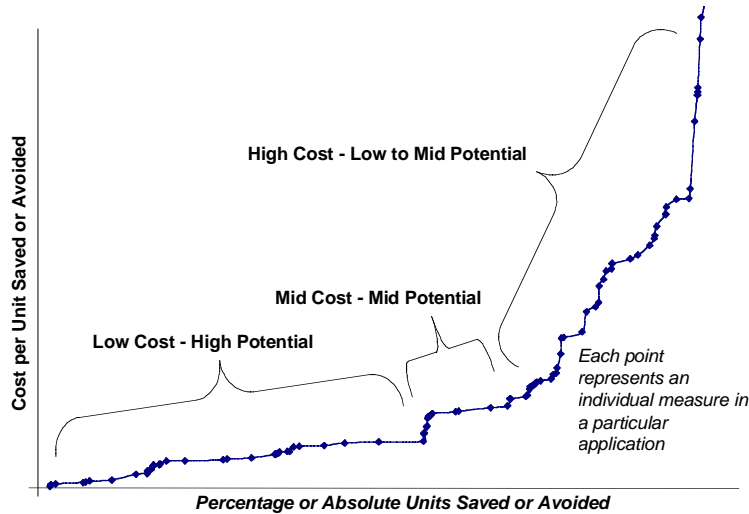 High Cost - Low to Mid Potential
Mid Cost - Mid Potential
Low Cost - High Potential
Cost per Unit Saved or Avoided
Each point
represents an
individual measure in
a particular
application
Percentage or Absolute Units Saved or Avoided